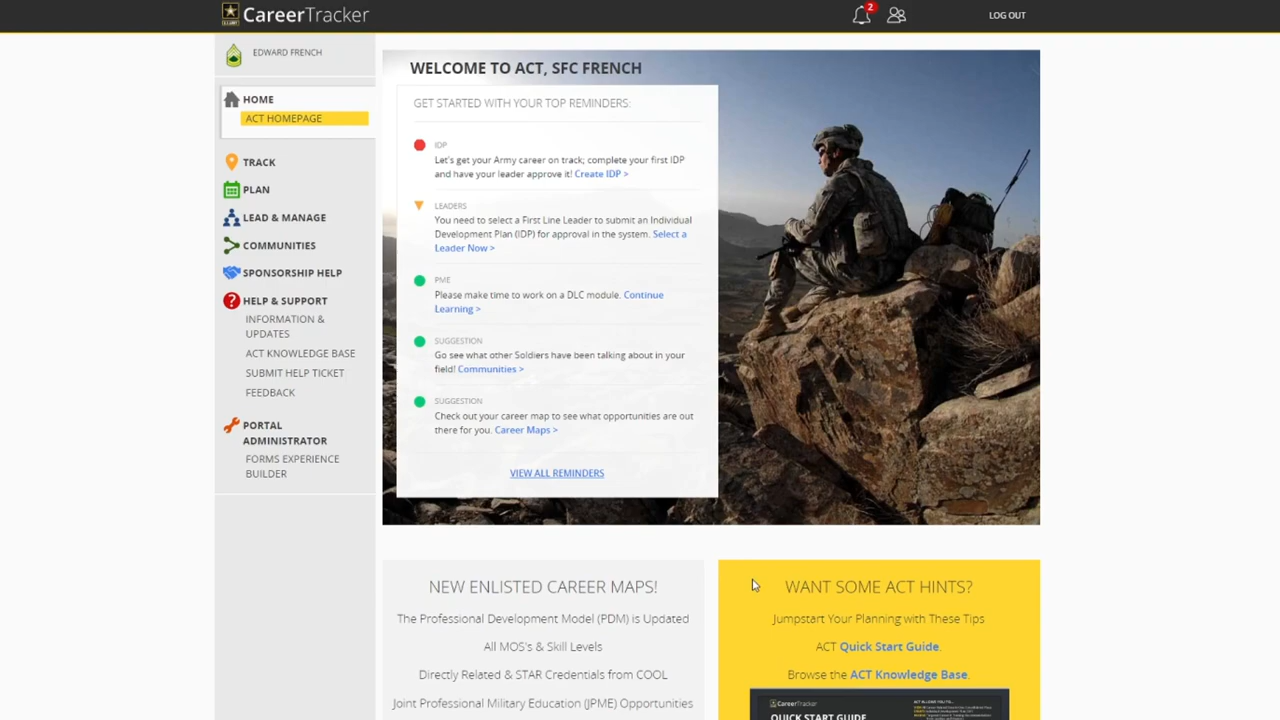 CareerTracker
2
LOG OUT
EDWARD FRENCH
HOME
ACT HOMEPAGE
TRACK
PLAN
LEAD & MANAGE
COMMUNITIES
SPONSORSHIP HELP
HELP & SUPPORT
INFORMATION &
UPDATES
ACT KNOWLEDGE BASE
SUBMIT HELP TICKET
FEEDBACK
PORTAL
ADMINISTRATOR
FORMS EXPERIENCE
BUILDER
WELCOME TO ACT, SFC FRENCH
GET STARTED WITH YOUR TOP REMINDERS:
IDP
Let's get your Army career on track; complete your first IDP
and have your leader approve it! Create IDP >
LEADERS
You need to select a First Line Leader to submit an Individual
Development Plan (IDP) for approval in the system. Select a
Leader Now >
PME
Please make time to work on a DLC module. Continue
Learning >
SUGGESTION
Go see what other Soldiers have been talking about in your
field! Communities >
SUGGESTION
Check out your career map to see what opportunities are out
there for you. Career Maps >
VIEW ALL REMINDERS
NEW ENLISTED CAREER MAPS!
The Professional Development Model (PDM) is Updated
All MOS's & Skill Levels
Directly Related & STAR Credentials from COOL
Joint Professional Military Education (JPME) Opportunities
WANT SOME ACT HINTS?
Jumpstart Your Planning with These Tips
ACT Quick Start Guide.
Browse the ACT Knowledge Base.
CareerTracker
QUICK START GUIDE